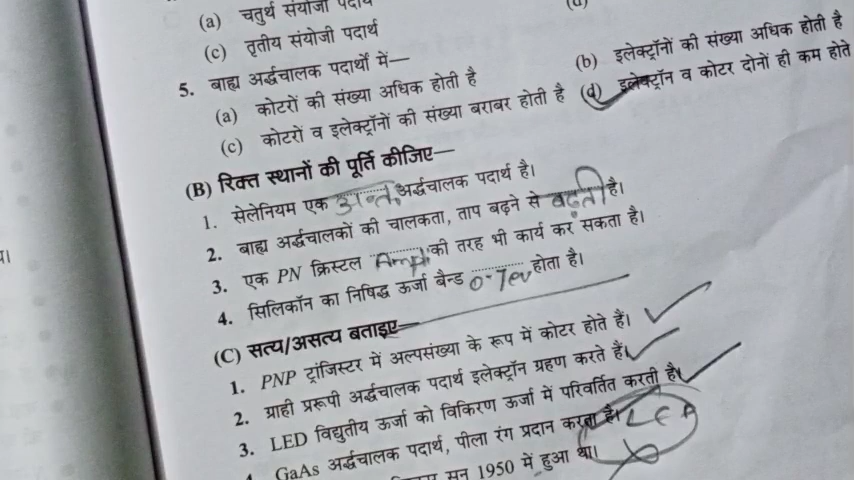 (a) चतुर्थ संयोजी पदार्थ
(c) तृतीय संयोजी पदार्थ
5. बाह्य अर्द्धचालक पदार्थों में—
(a) कोटरों की संख्या अधिक होती है (b) इलेक्ट्रॉनों की संख्या अधिक होती है
(c) कोटरों व इलेक्ट्रॉनों की संख्या बराबर होती है (d) इलेक्ट्रॉन व कोटर दोनों ही कम होते
(B) रिक्त स्थानों की पूर्ति कीजिए—
1. सेलेनियम एक अर्द्धचालक पदार्थ है।
2. बाह्य अर्द्धचालकों की चालकता, ताप बढ़ने से बढ़ती है।
3. एक PN क्रिस्टल की तरह भी कार्य कर सकता है।
4. सिलिकॉन का निषिद्ध ऊर्जा बैन्ड होता है।
(C) सत्य/असत्य बताइए—
1. PNP ट्रांजिस्टर में अल्पसंख्या के रूप में कोटर होते हैं।
2. ग्राही प्ररूपी अर्द्धचालक पदार्थ इलेक्ट्रॉन ग्रहण करते हैं।
3. LED विद्युतीय ऊर्जा को विकिरण ऊर्जा में परिवर्तित करती है।
GaAs अर्द्धचालक पदार्थ, पीला रंग प्रदान करता है।
सन् 1950 में हुआ था।